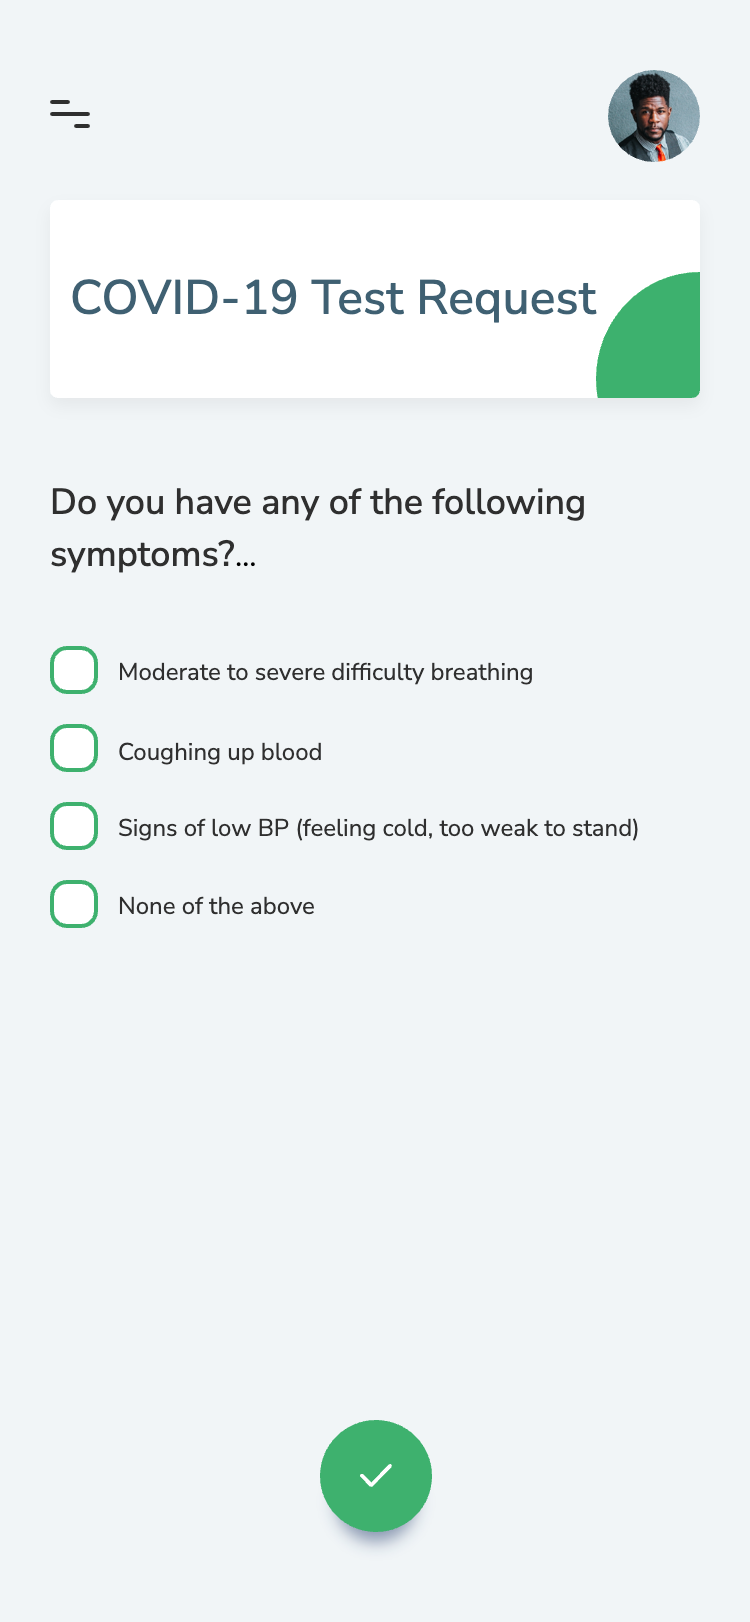 COVID-19 Test Request
Do you have any of the following
symptoms?...
Moderate to severe difficulty breathing
Coughing up blood
Signs of low BP (feeling cold, too weak to stand)
None of the above